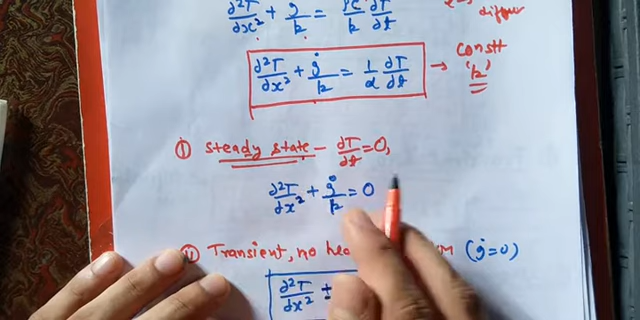 ∂²T/∂x² + ġ/k = ρC/k ∂T/∂t
∂²T/∂x² + ġ/k = 1/α ∂T/∂t → constt 'k'
① Steady state - ∂T/∂t = 0,
∂²T/∂x² + ġ/k = 0
② Transient, no (ġ=0)
∂²T/∂x²